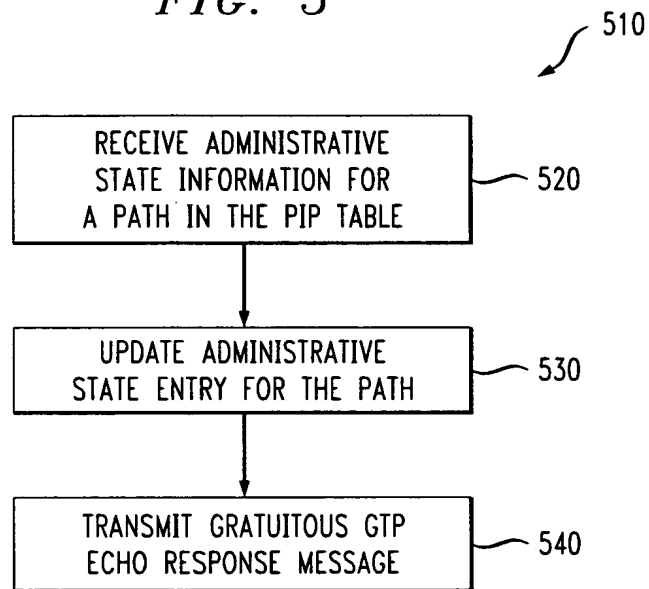 FIG. 5
510
RECEIVE ADMINISTRATIVE
STATE INFORMATION FOR
A PATH IN THE PIP TABLE
520
UPDATE ADMINISTRATIVE
STATE ENTRY FOR THE PATH
530
TRANSMIT GRATUITOUS GTP
ECHO RESPONSE MESSAGE
540